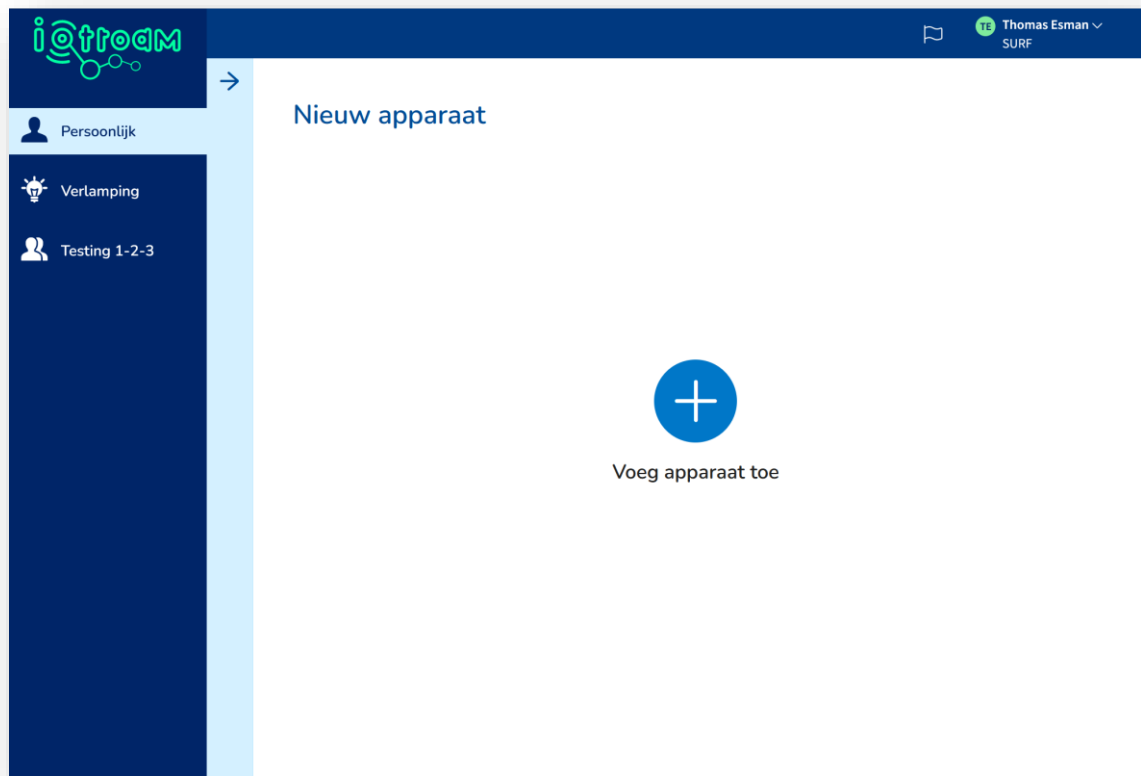 iotroam
TE Thomas Esman
SURF
Persoonlijk
Verlamping
Testing 1-2-3
Nieuw apparaat
Voeg apparaat toe